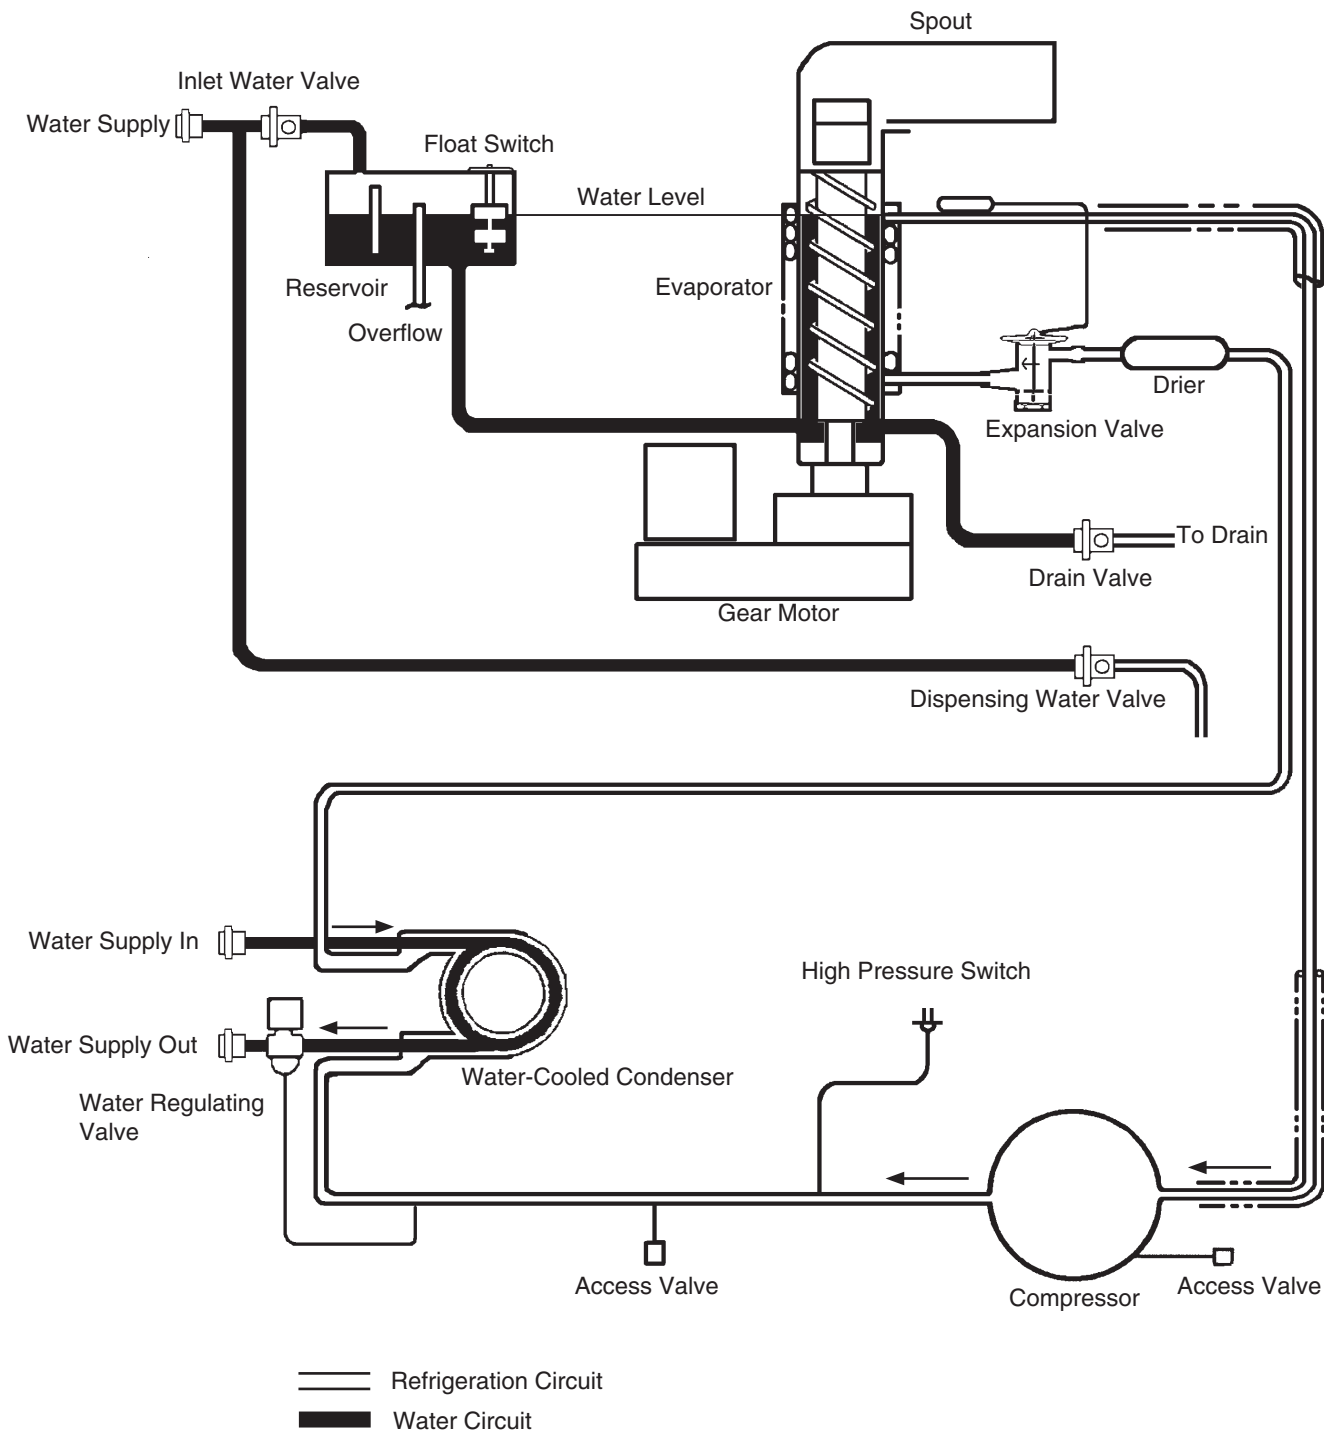 Spout
Inlet Water Valve
Water Supply
Float Switch
Water Level
Reservoir
Evaporator
Overflow
Drier
Expansion Valve
To Drain
Drain Valve
Gear Motor
Dispensing Water Valve
Water Supply In
High Pressure Switch
Water Supply Out
Water-Cooled Condenser
Water Regulating
Valve
Access Valve
Compressor
Access Valve
Refrigeration Circuit
Water Circuit